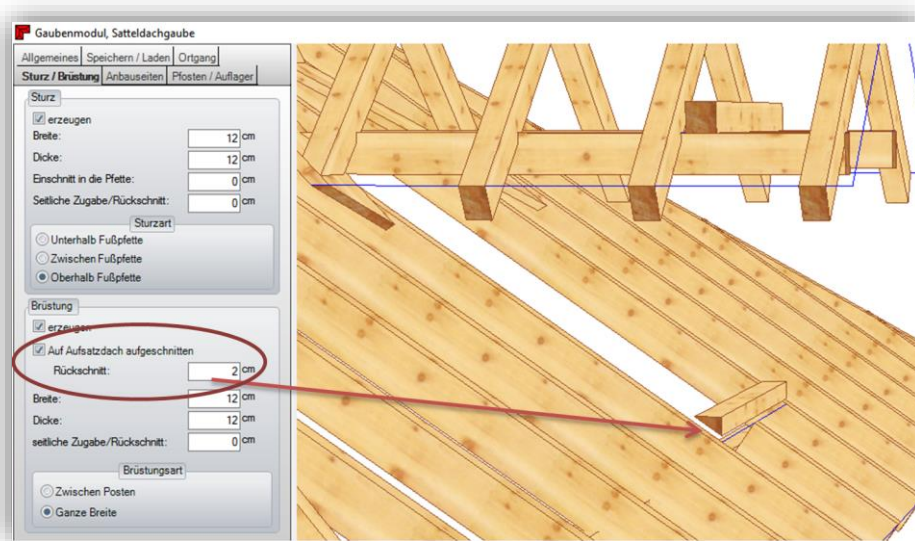 Gaubenmodul, Satteldachgaube
Allgemeines Speichern / Laden Ortgang
Sturz / Brüstung Anbauseiten Pfosten / Auflager
Sturz
erzeugen
Breite: 12 cm
Dicke: 12 cm
Einschnitt in die Pfette: 0 cm
Seitliche Zugabe/Rückschnitt: 0 cm
Sturzart
Unterhalb Fußpfette
Zwischen Fußpfette
Oberhalb Fußpfette
Brüstung
erzeugen
Auf Aufsatzdach aufgeschnitten
Rückschnitt: 2 cm
Breite: 12 cm
Dicke: 12 cm
seitliche Zugabe/Rückschnitt: 0 cm
Brüstungsart
Zwischen Posten
Ganze Breite